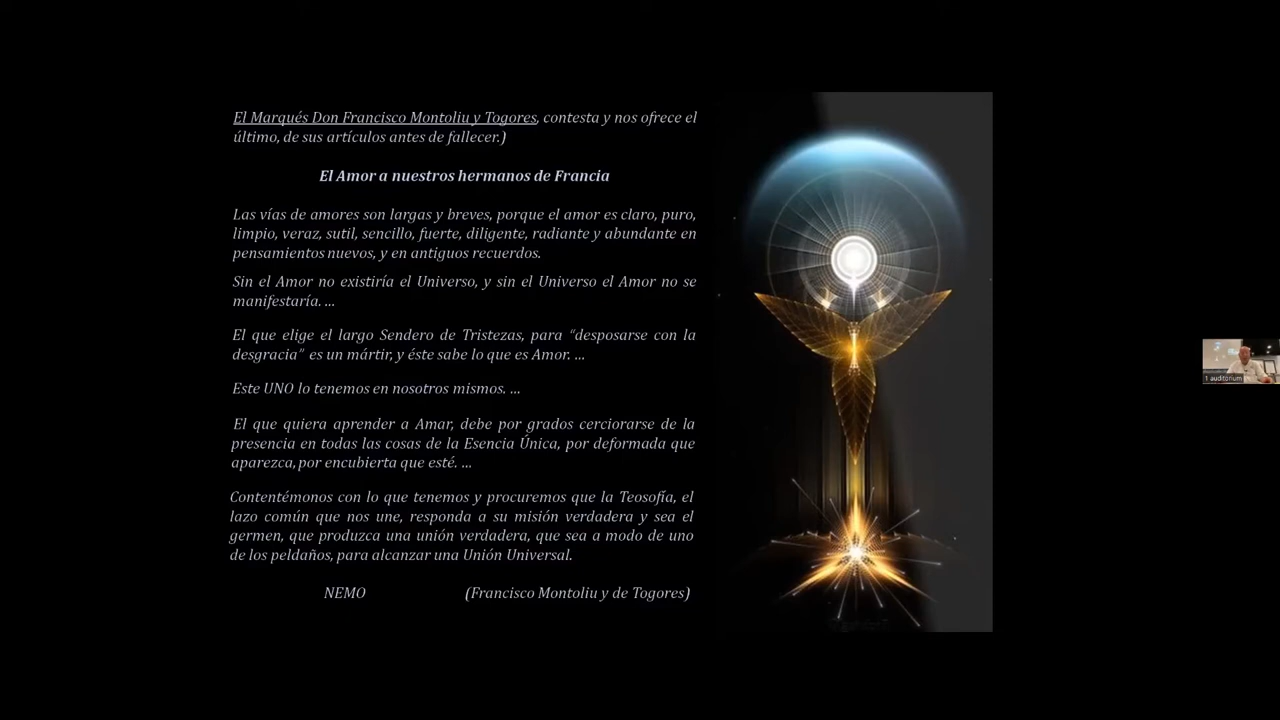 El Marqués Don Francisco Montoliu y Togores, contesta y nos ofrece el
último, de sus artículos antes de fallecer.)
El Amor a nuestros hermanos de Francia
Las vías de amores son largas y breves, porque el amor es claro, puro,
limpio, veraz, sutil, sencillo, fuerte, diligente, radiante y abundante en
pensamientos nuevos, y en antiguos recuerdos.
Sin el Amor no existiría el Universo, y sin el Universo el Amor no se
manifestaría. ...
El que elige el largo Sendero de Tristezas, para “desposarse con la
desgracia” es un mártir, y éste sabe lo que es Amor. ...
Este UNO lo tenemos en nosotros mismos. ...
El que quiera aprender a Amar, debe por grados cerciorarse de la
presencia en todas las cosas de la Esencia Única, por deformada que
aparezca, por encubierta que esté. ...
Contentémonos con lo que tenemos y procuremos que la Teosofía, el
lazo común que nos une, responda a su misión verdadera y sea el
germen, que produzca una unión verdadera, que sea a modo de uno
de los peldaños, para alcanzar una Unión Universal.
NEMO (Francisco Montoliu y de Togores)
1 auditorium